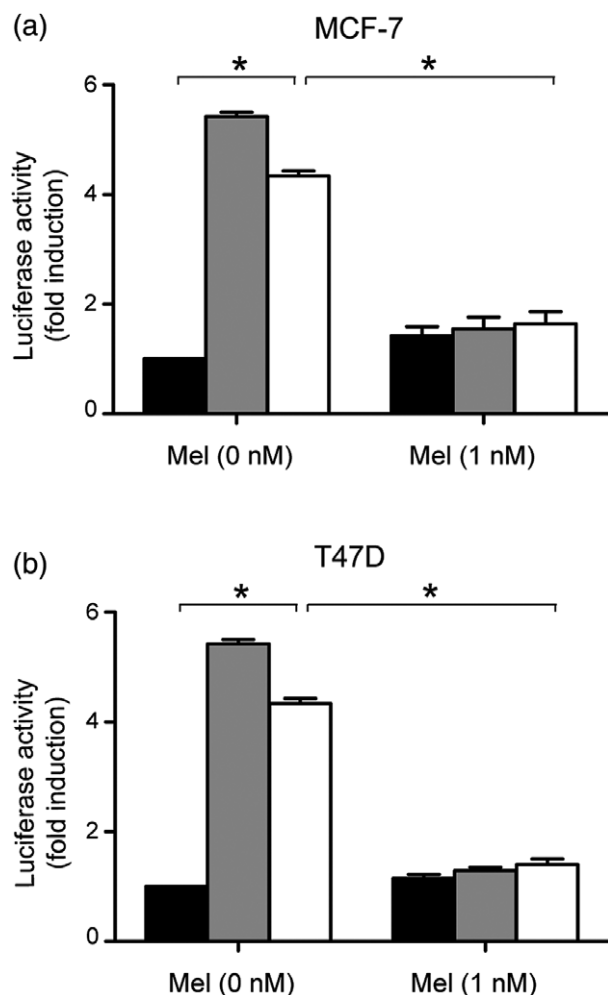 (a)
MCF-7
* *
6
4
2
0
Luciferase activity
(fold induction)
Mel (0 nM) Mel (1 nM)
(b)
T47D
* *
6
4
2
0
Luciferase activity
(fold induction)
Mel (0 nM) Mel (1 nM)